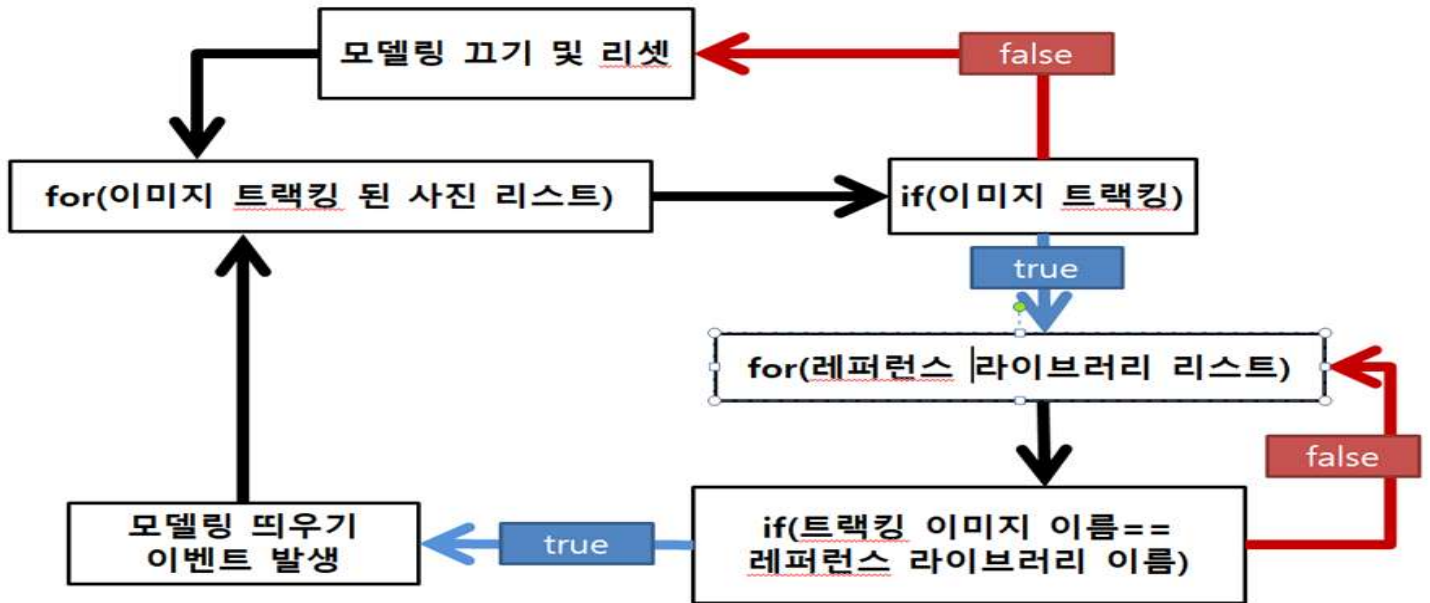 모델링 끄기 및 리셋
false
for(이미지 트랙킹 된 사진 리스트)
if(이미지 트랙킹)
true
for(레퍼런스 라이브러리 리스트)
false
모델링 띄우기
이벤트 발생
true
if(트랙킹 이미지 이름==
레퍼런스 라이브러리 이름)